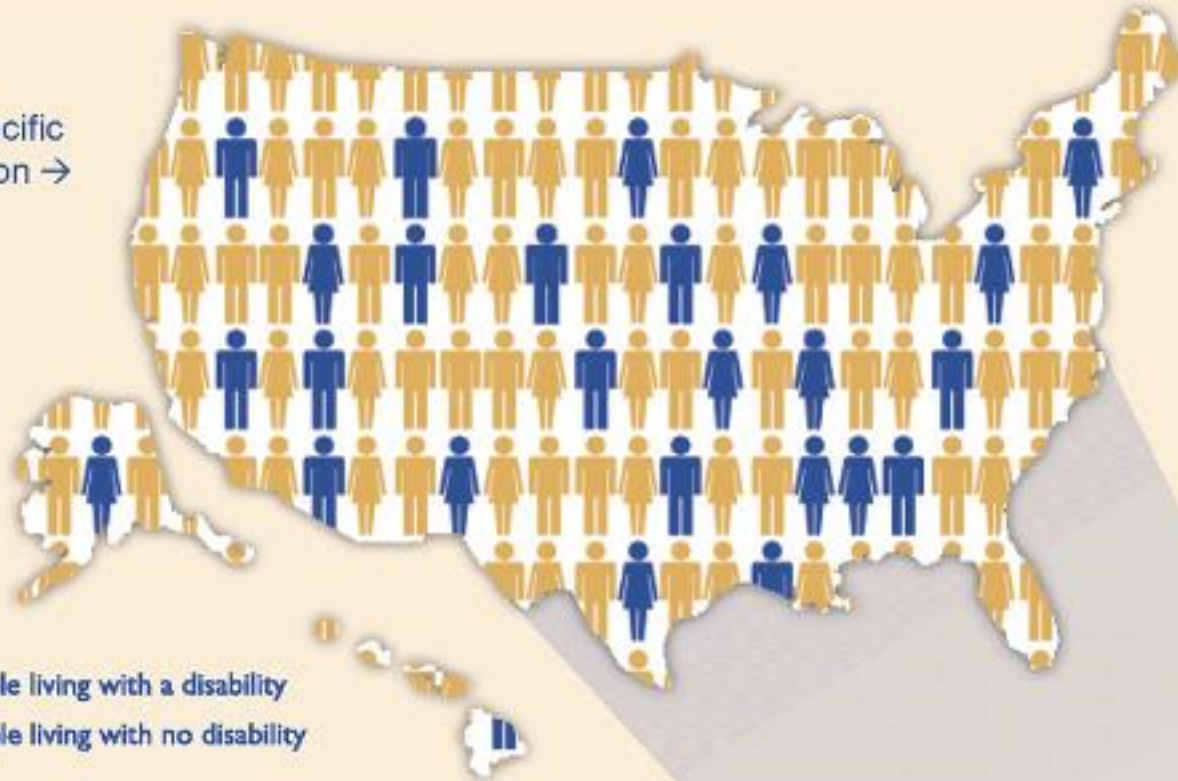 cific
on →
le living with a disability
le living with no disability